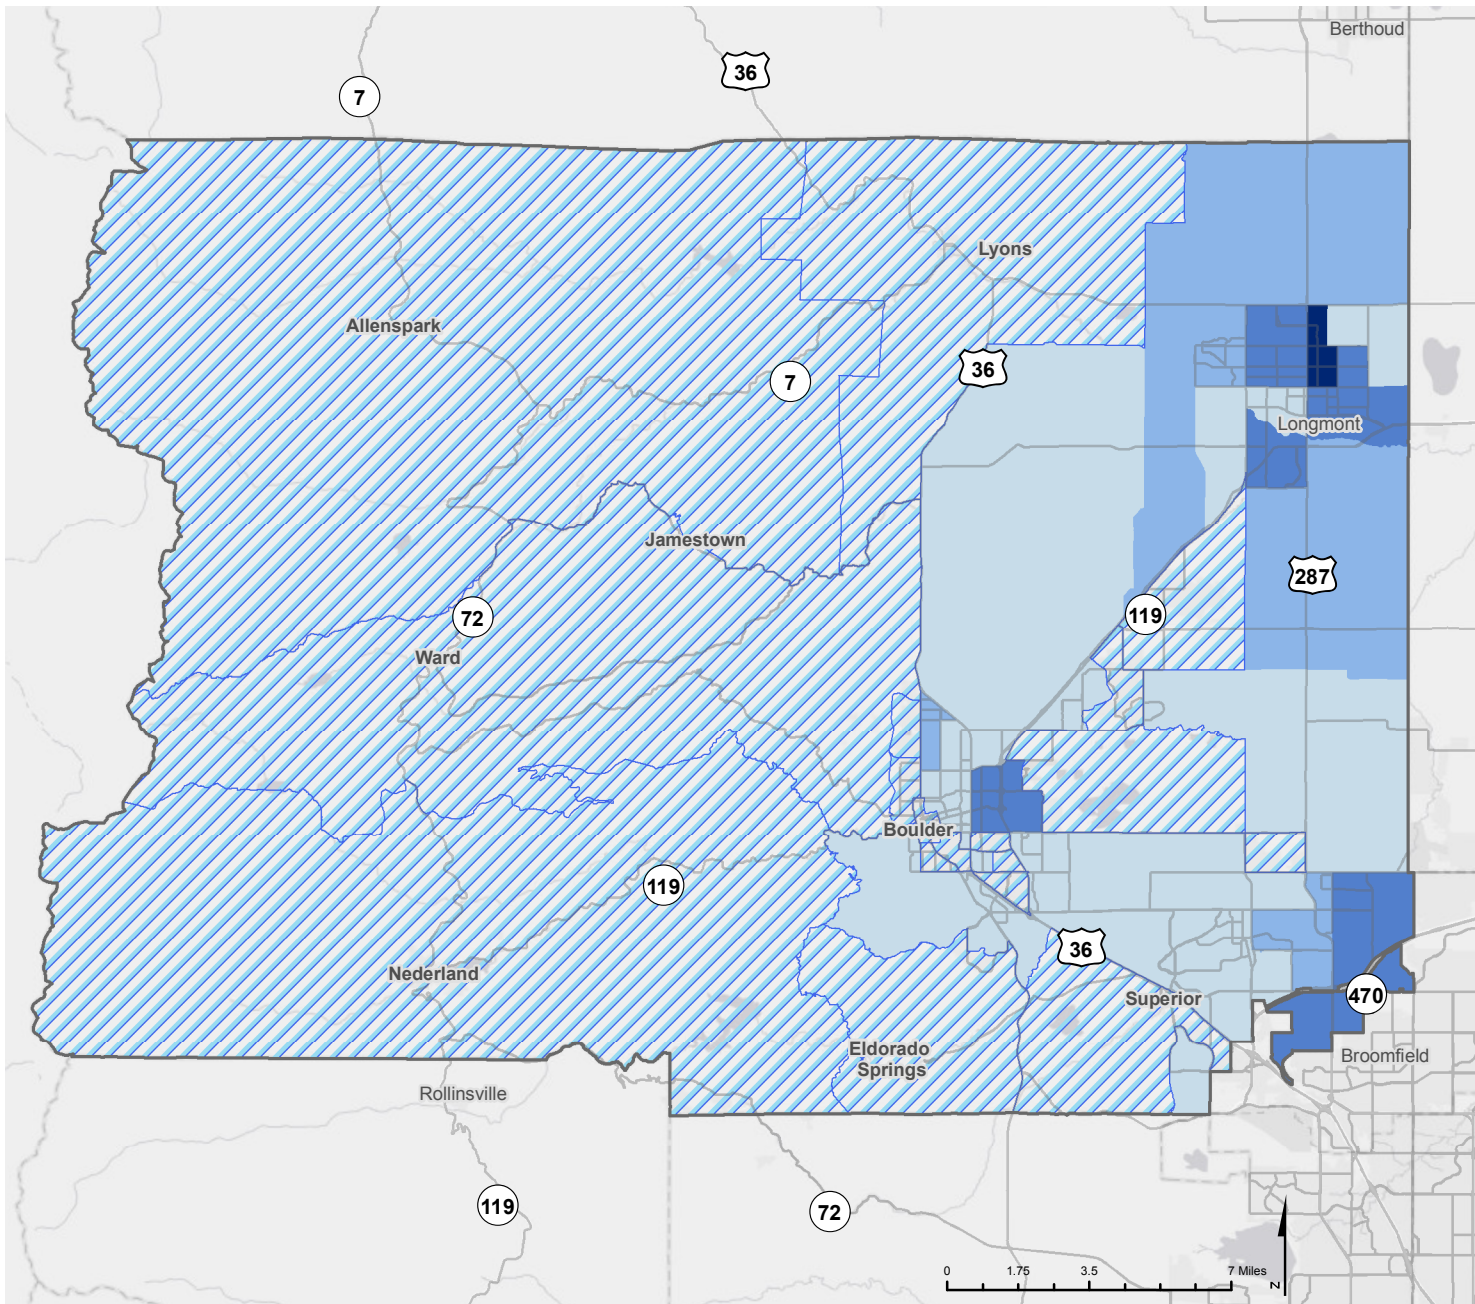 Berthoud
36
7
Lyons
Allenspark
36
7
Longmont
Jamestown
287
72
119
Ward
Boulder
119
36
Nederland
470
Superior
Eldorado
Springs
Broomfield
Rollinsville
119
72
0
1.75
3.5
7 Miles
N